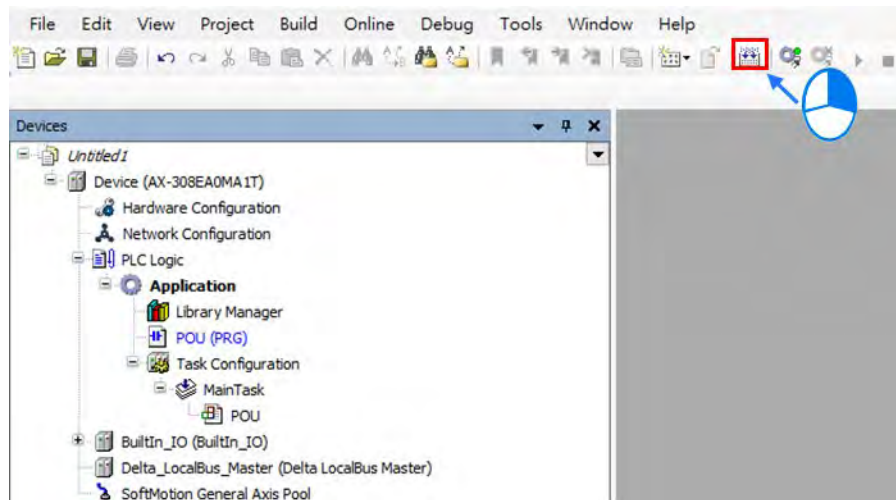 File Edit View Project Build Online Debug Tools Window Help
Devices
Untitled1
Device (AX-308EA0MA1T)
Hardware Configuration
Network Configuration
PLC Logic
Application
Library Manager
POU (PRG)
Task Configuration
MainTask
POU
BuiltIn_IO (BuiltIn_IO)
Delta_LocalBus_Master (Delta LocalBus Master)
SoftMotion General Axis Pool